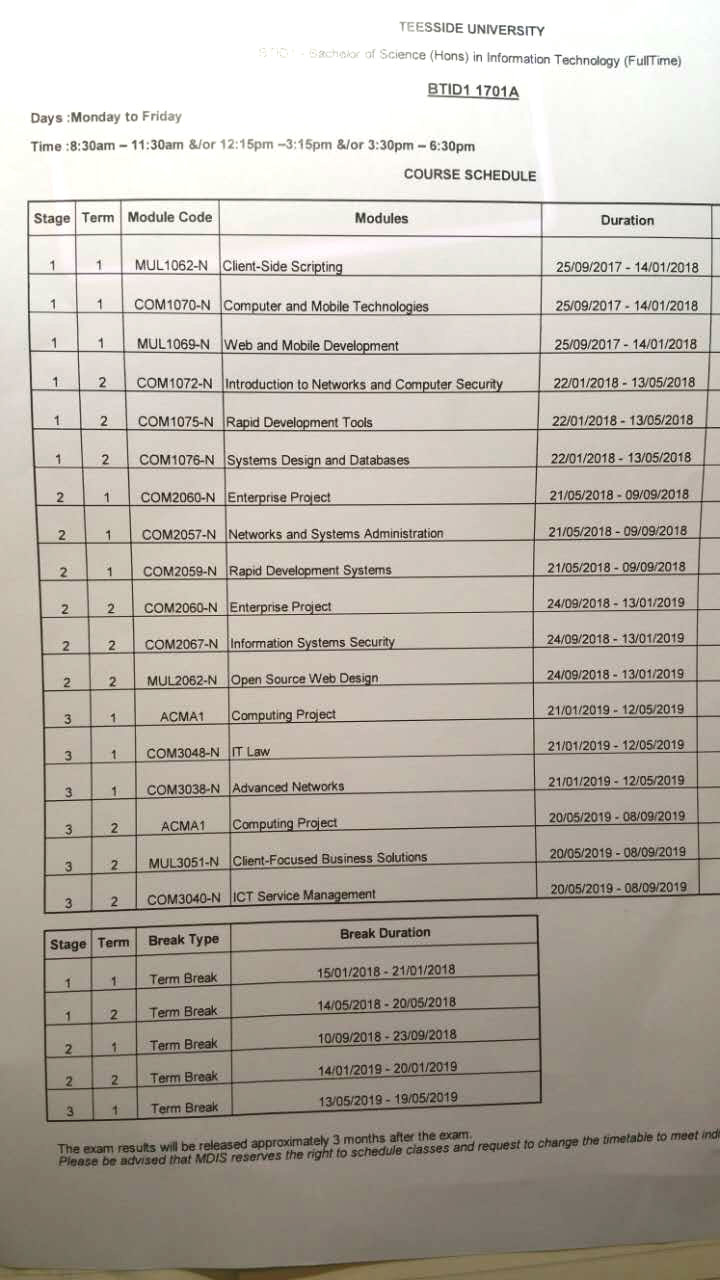 TEESSIDE UNIVERSITY
BTID1 - Bachelor of Science (Hons) in Information Technology (FullTime)
BTID1 1701A
Days :Monday to Friday
Time :8:30am – 11:30am &/or 12:15pm –3:15pm &/or 3:30pm – 6:30pm
COURSE SCHEDULE
Stage Term Module Code Modules Duration
1 1 MUL1062-N Client-Side Scripting 25/09/2017 - 14/01/2018
1 1 COM1070-N Computer and Mobile Technologies 25/09/2017 - 14/01/2018
1 1 MUL1069-N Web and Mobile Development 25/09/2017 - 14/01/2018
1 2 COM1072-N Introduction to Networks and Computer Security 22/01/2018 - 13/05/2018
1 2 COM1075-N Rapid Development Tools 22/01/2018 - 13/05/2018
1 2 COM1076-N Systems Design and Databases 22/01/2018 - 13/05/2018
2 1 COM2060-N Enterprise Project 21/05/2018 - 09/09/2018
2 1 COM2057-N Networks and Systems Administration 21/05/2018 - 09/09/2018
2 1 COM2059-N Rapid Development Systems 21/05/2018 - 09/09/2018
2 2 COM2060-N Enterprise Project 24/09/2018 - 13/01/2019
2 2 COM2067-N Information Systems Security 24/09/2018 - 13/01/2019
2 2 MUL2062-N Open Source Web Design 24/09/2018 - 13/01/2019
3 1 ACMA1 Computing Project 21/01/2019 - 12/05/2019
3 1 COM3048-N IT Law 21/01/2019 - 12/05/2019
3 1 COM3038-N Advanced Networks 21/01/2019 - 12/05/2019
3 2 ACMA1 Computing Project 20/05/2019 - 08/09/2019
3 2 MUL3051-N Client-Focused Business Solutions 20/05/2019 - 08/09/2019
3 2 COM3040-N ICT Service Management 20/05/2019 - 08/09/2019
Stage Term Break Type Break Duration
1 1 Term Break 15/01/2018 - 21/01/2018
1 2 Term Break 14/05/2018 - 20/05/2018
2 1 Term Break 10/09/2018 - 23/09/2018
2 2 Term Break 14/01/2019 - 20/01/2019
3 1 Term Break 13/05/2019 - 19/05/2019
The exam results will be released approximately 3 months after the exam.
Please be advised that MDIS reserves the right to schedule classes and request to change the timetable to meet